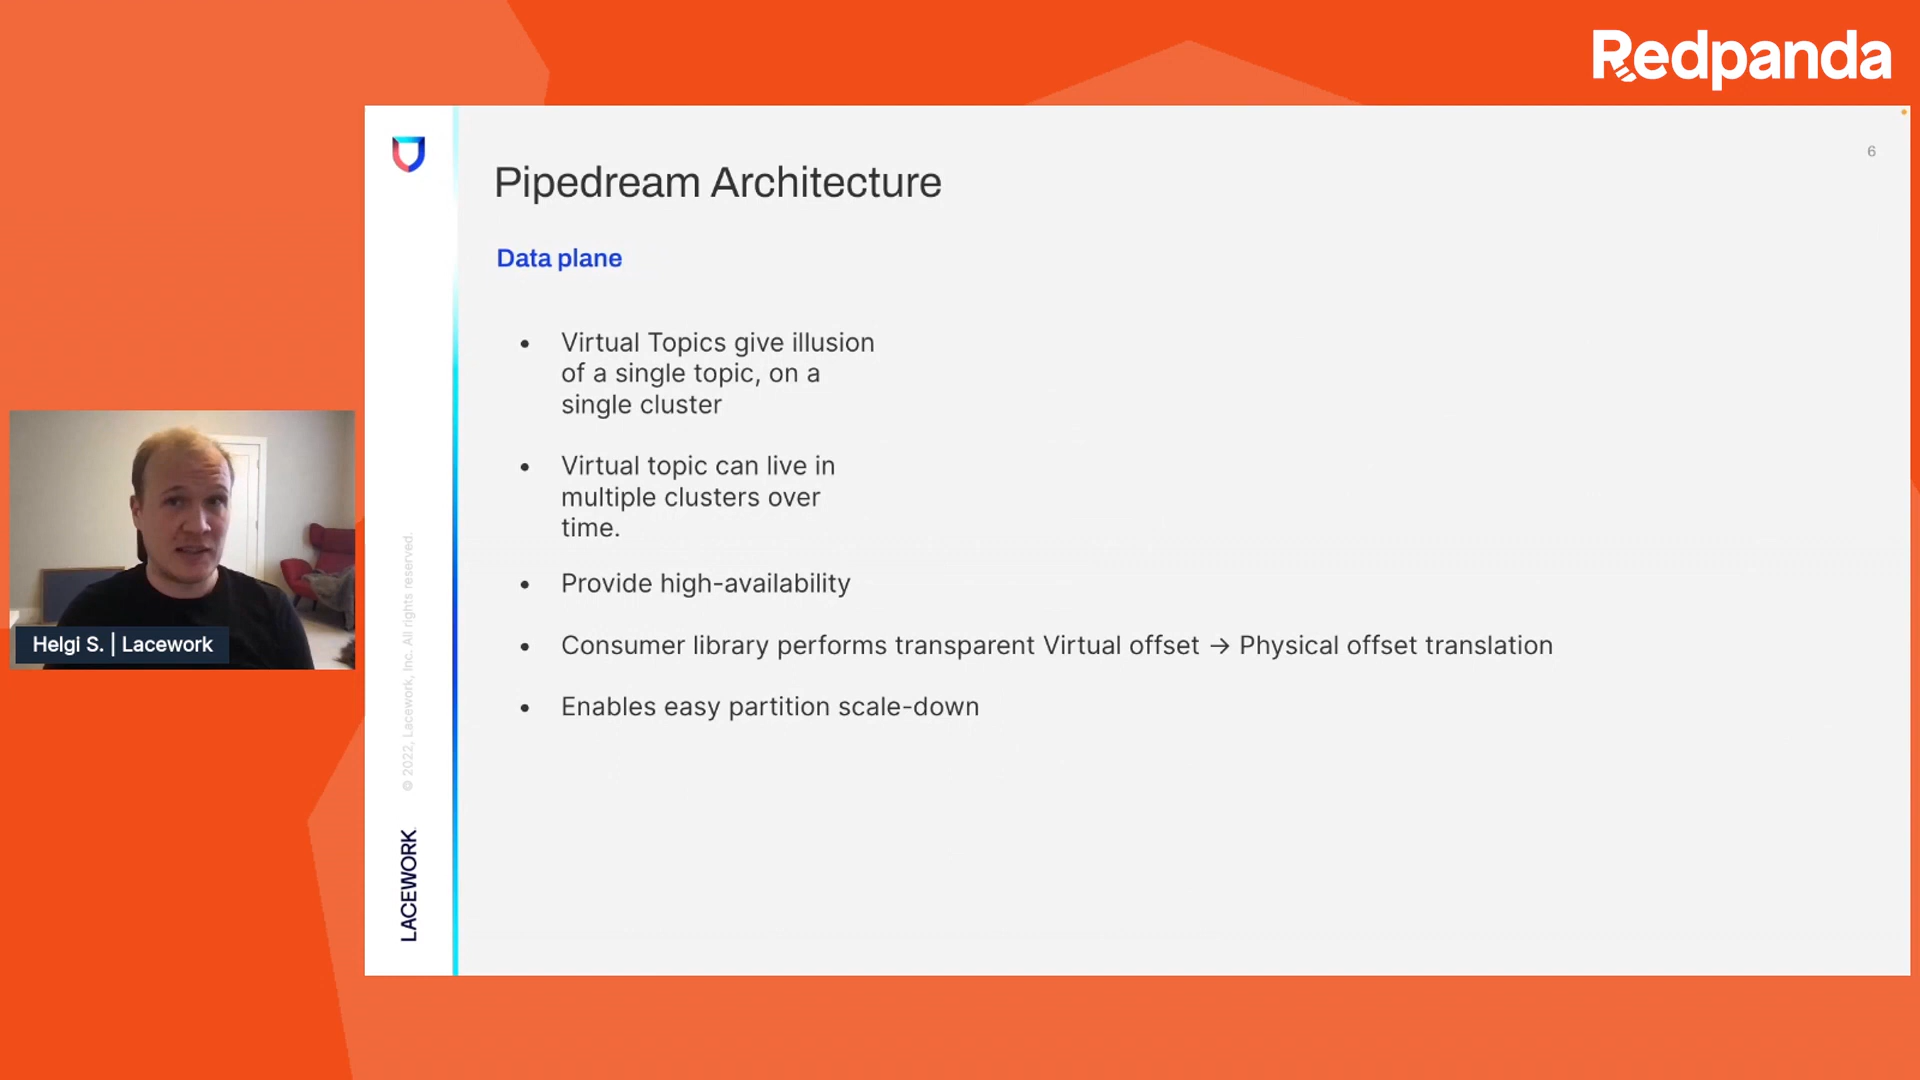 Redpanda
6
Pipedream Architecture
Data plane
• Virtual Topics give illusion
of a single topic, on a
single cluster
• Virtual topic can live in
multiple clusters over
time.
• Provide high-availability
• Consumer library performs transparent Virtual offset → Physical offset translation
• Enables easy partition scale-down
Helgi S. | Lacework
© 2022, Lacework, Inc. All rights reserved.
LACEWORK